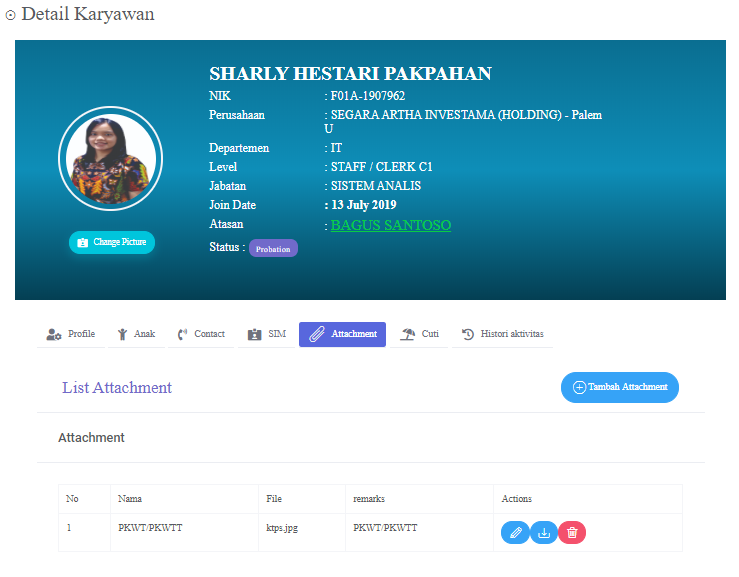 Detail Karyawan
SHARLY HESTARI PAKPAHAN
NIK : F01A-1907962
Perusahaan : SEGARA ARTHA INVESTAMA (HOLDING) - Palem
U
Departemen : IT
Level : STAFF / CLERK C1
Jabatan : SISTEM ANALIS
Join Date : 13 July 2019
Atasan : BAGUS SANTOSO
Change Picture
Status : Probation
Profile Anak Contact SIM Attachment Cuti Histori aktivitas
List Attachment
Tambah Attachment
Attachment
No Nama File remarks Actions
1 PKWT/PKWTT ktps.jpg PKWT/PKWTT